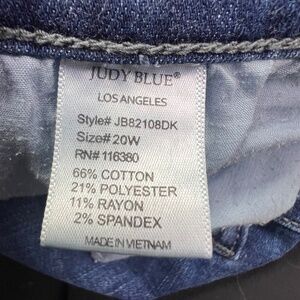 JUDY BLUE®
LOS ANGELES
Style# JB82108DK
Size# 20W
RN# 116380
66% COTTON
21% POLYESTER
11% RAYON
2% SPANDEX
MADE IN VIETNAM